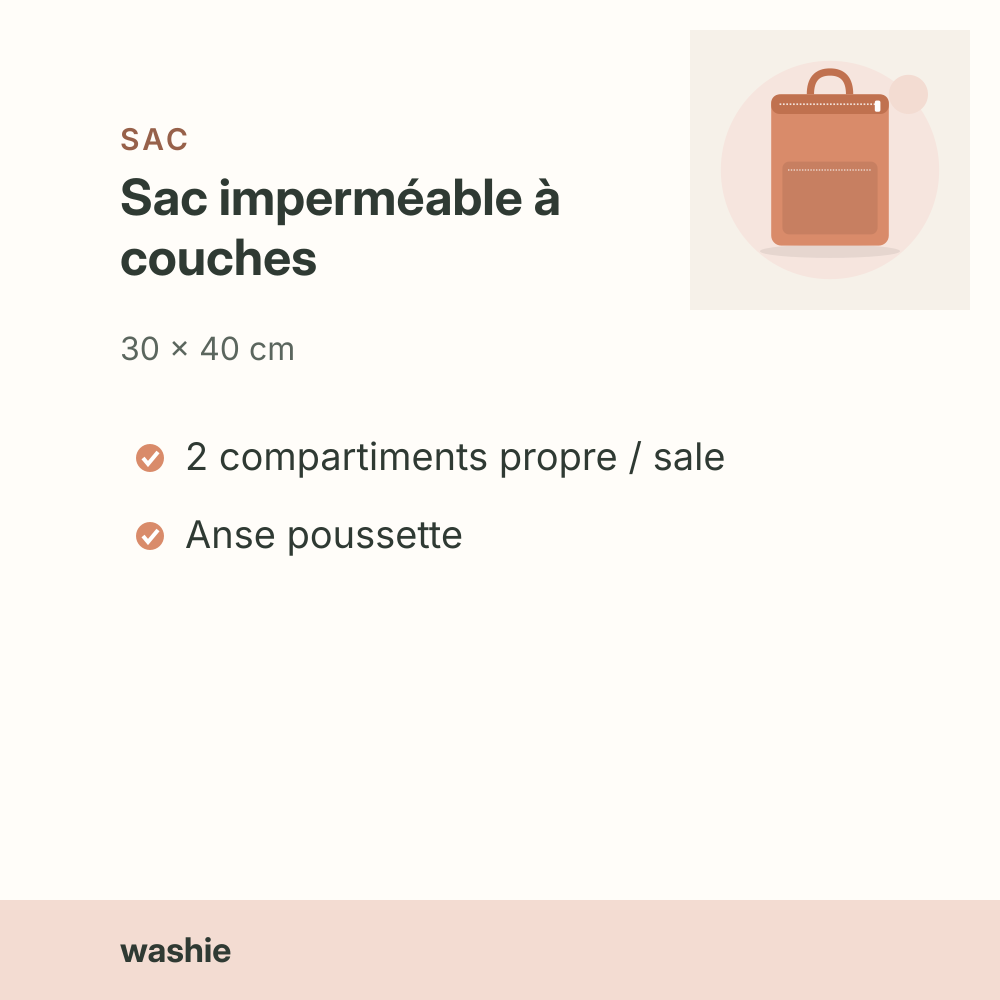 SAC
Sac imperméable à
couches
30 × 40 cm
2 compartiments propre / sale
Anse poussette
washie